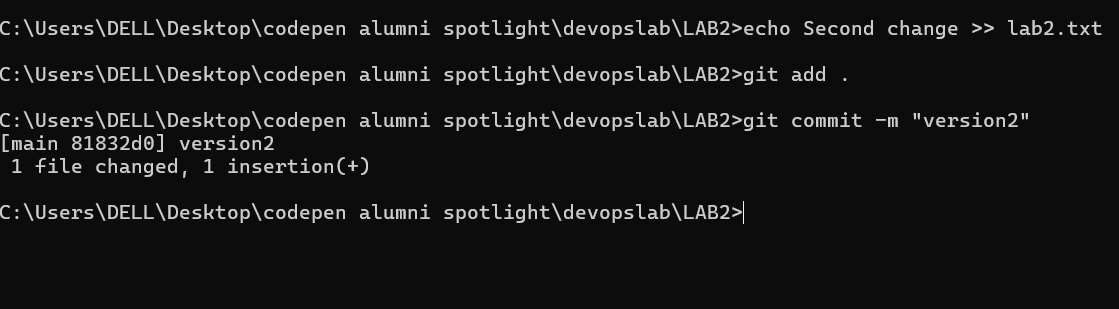 C:\Users\DELL\Desktop\codepen alumni spotlight\devopslab\LAB2>echo Second change >> lab2.txt
C:\Users\DELL\Desktop\codepen alumni spotlight\devopslab\LAB2>git add .
C:\Users\DELL\Desktop\codepen alumni spotlight\devopslab\LAB2>git commit -m "version2"
[main 81832d0] version2
 1 file changed, 1 insertion(+)
C:\Users\DELL\Desktop\codepen alumni spotlight\devopslab\LAB2>